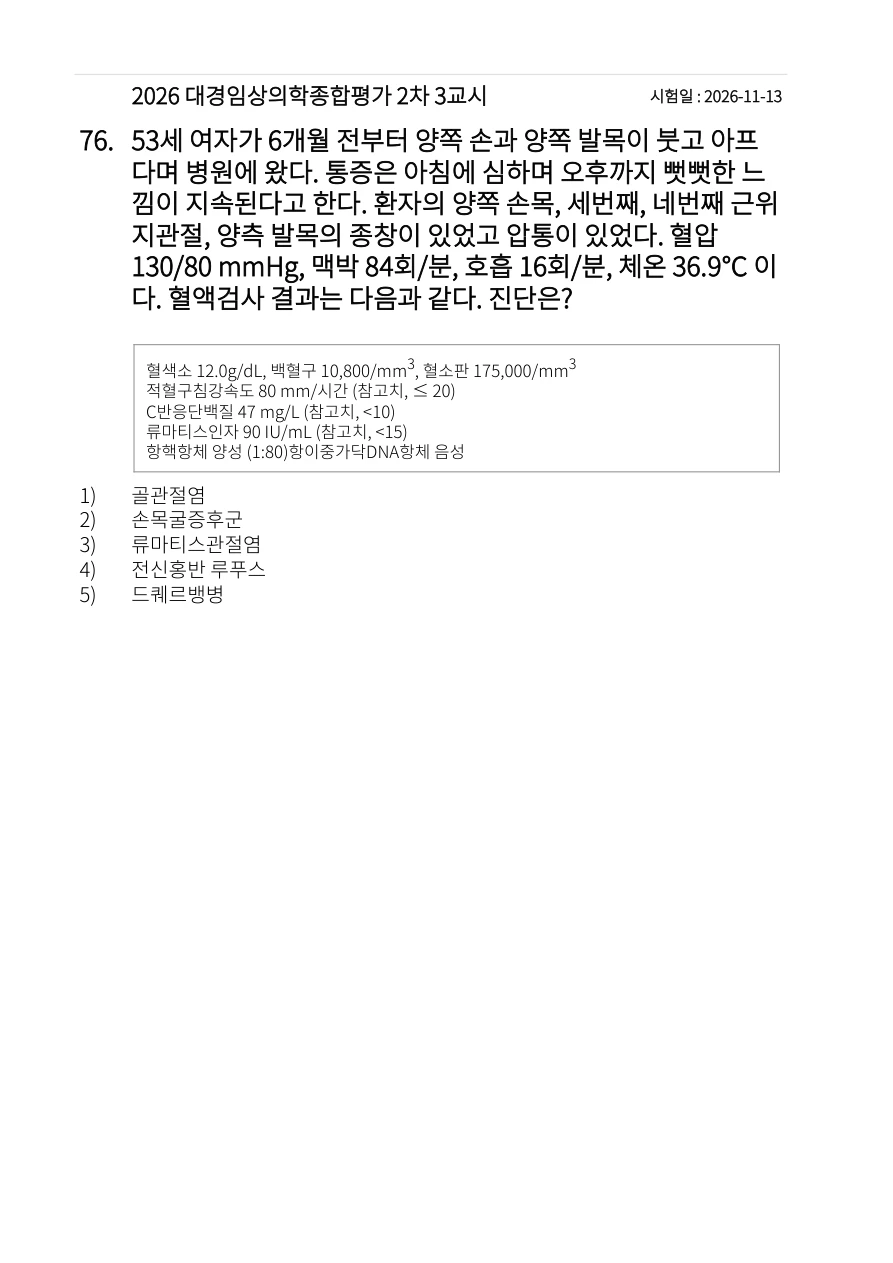 2026 대경임상의학종합평가 2차 3교시
시험일 : 2026-11-13
76. 53세 여자가 6개월 전부터 양쪽 손과 양쪽 발목이 붓고 아프
다며 병원에 왔다. 통증은 아침에 심하며 오후까지 뻣뻣한 느
낌이 지속된다고 한다. 환자의 양쪽 손목, 세번째, 네번째 근위
지관절, 양측 발목의 종창이 있었고 압통이 있었다. 혈압
130/80 mmHg, 맥박 84회/분, 호흡 16회/분, 체온 36.9℃ 이
다. 혈액검사 결과는 다음과 같다. 진단은?
혈색소 12.0g/dL, 백혈구 10,800/mm³, 혈소판 175,000/mm³
적혈구침강속도 80 mm/시간 (참고치, ≤ 20)
C반응단백질 47 mg/L (참고치, <10)
류마티스인자 90 IU/mL (참고치, <15)
항핵항체 양성 (1:80)항이중가닥DNA항체 음성
1) 골관절염
2) 손목굴증후군
3) 류마티스관절염
4) 전신홍반 루푸스
5) 드퀘르뱅병